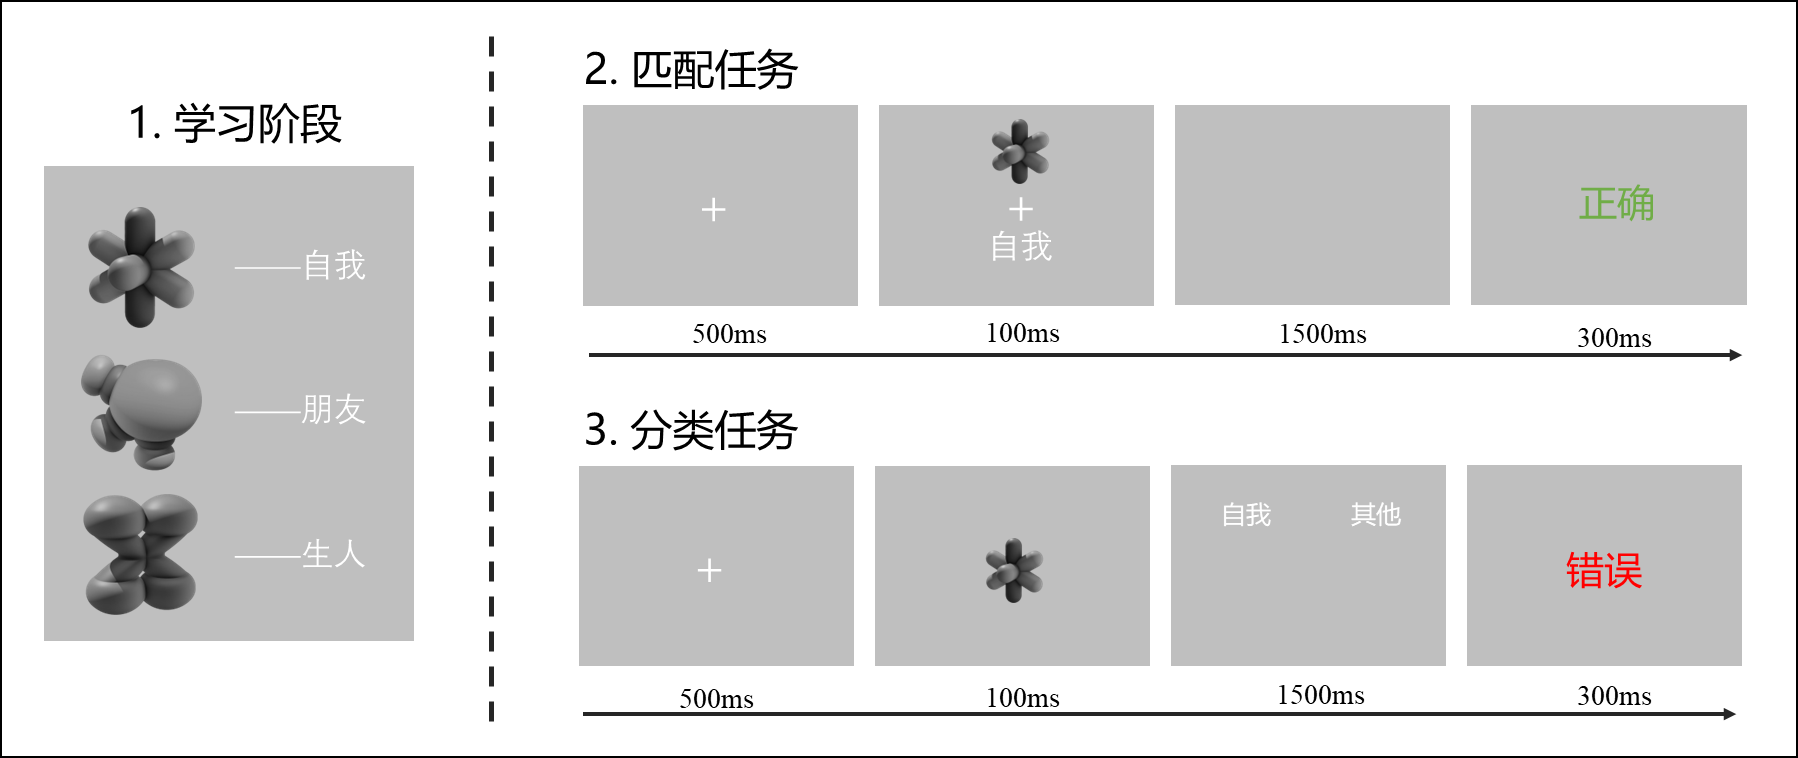 1. 学习阶段
——自我
——朋友
——生人
2. 匹配任务
+
+
自我
正确
500ms
100ms
1500ms
300ms
3. 分类任务
+
自我 其他
错误
500ms
100ms
1500ms
300ms